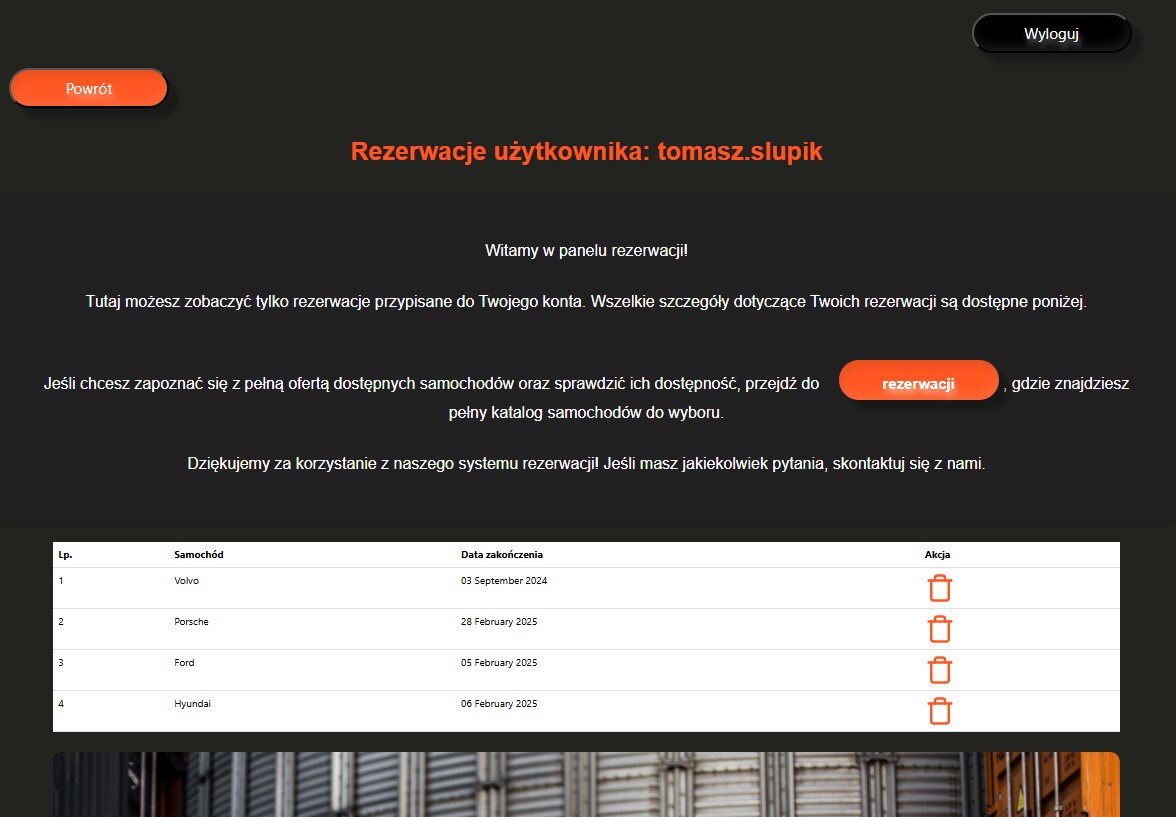 Wyloguj
Powrót
Rezerwacje użytkownika: tomasz.slupik
Witamy w panelu rezerwacji!
Tutaj możesz zobaczyć tylko rezerwacje przypisane do Twojego konta. Wszelkie szczegóły dotyczące Twoich rezerwacji są dostępne poniżej.
Jeśli chcesz zapoznać się z pełną ofertą dostępnych samochodów oraz sprawdzić ich dostępność, przejdź do rezerwacji , gdzie znajdziesz
pełny katalog samochodów do wyboru.
Dziękujemy za korzystanie z naszego systemu rezerwacji! Jeśli masz jakiekolwiek pytania, skontaktuj się z nami.
Lp. Samochód Data zakończenia Akcja
1 Volvo 03 September 2024
2 Porsche 28 February 2025
3 Ford 05 February 2025
4 Hyundai 06 February 2025